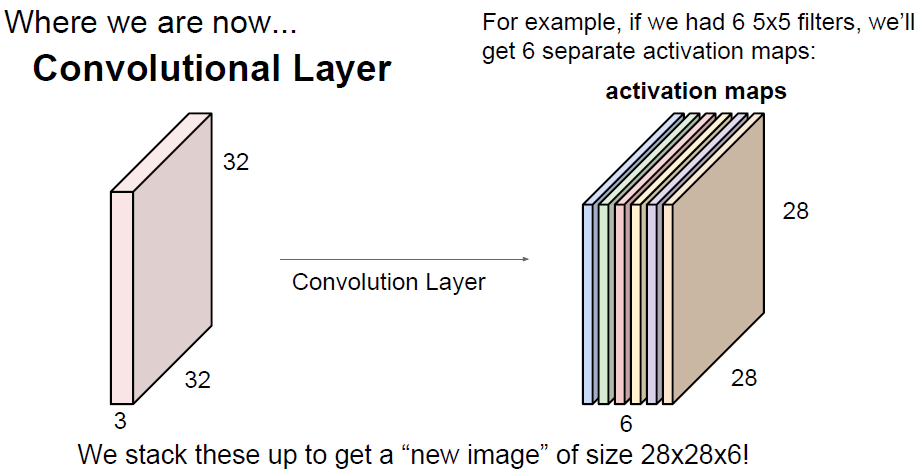 Where we are now...
Convolutional Layer
For example, if we had 6 5x5 filters, we'll
get 6 separate activation maps:
activation maps
32
32
3
Convolution Layer
28
28
6
We stack these up to get a “new image” of size 28x28x6!